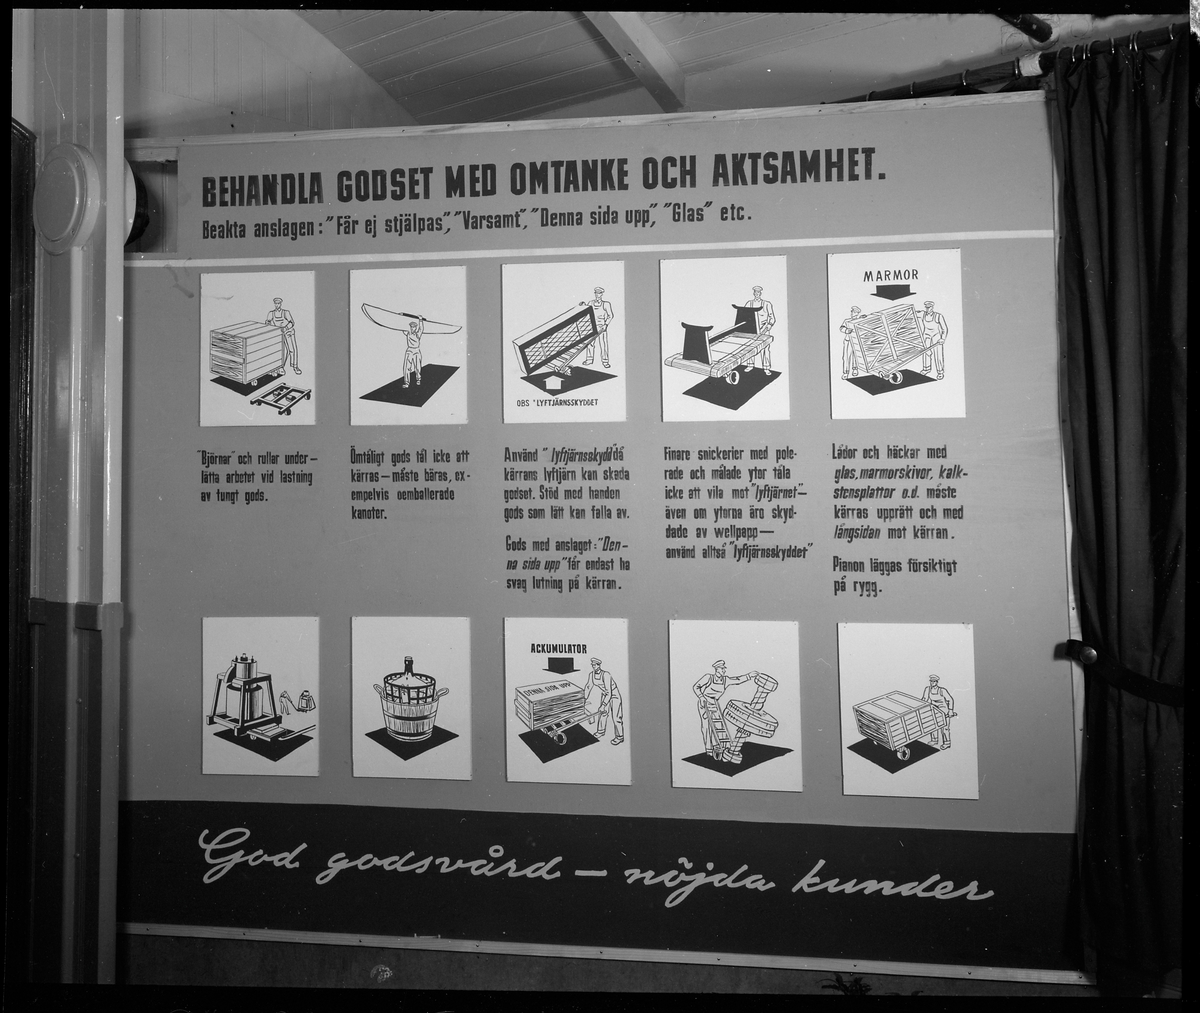 BEHANDLA GODSET MED OMTANKE OCH AKTSAMHET.
Beakta anslagen: "Får ej stjälpas", "Varsamt", "Denna sida upp", "Glas" etc.
OBS 'LYFTJÄRNSSKYDDET
MARMOR
"Björnar" och rullar under-
lätta arbetet vid lastning
av tungt gods.
Ömtåligt gods tål icke att
kärras — måste bäras, ex-
empelvis oemballerade
kanoter.
Använd "lyftjärnsskydd" då
kärrans lyftjärn kan skada
godset. Stöd med handen
gods som lätt kan falla av.
Gods med anslaget: "Den-
na sida upp" får endast ha
svag lutning på kärran.
Finare snickerier med pole-
rade och målade ytor tåla
icke att vila mot "lyftjärnet" —
även om ytorna äro skyd-
dade av wellpapp —
använd alltså "lyftjärnsskyddet"
Lådor och häckar med
glas, marmorskivor, kalk-
stensplattor o.d. måste
kärras upprätt och med
långsidan mot kärran.
Pianon läggas försiktigt
på rygg.
ACKUMULATOR
DENNA SIDA UPP
God godsvård — nöjda kunder